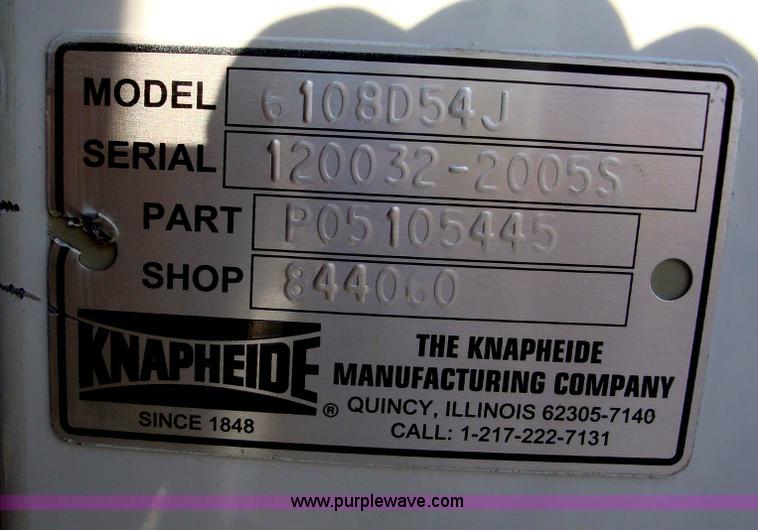 MODEL 6108D54J
SERIAL 120032-2005S
PART P05105445
SHOP 844060
KNAPHEIDE ®
SINCE 1848
THE KNAPHEIDE
MANUFACTURING COMPANY
QUINCY, ILLINOIS 62305-7140
CALL: 1-217-222-7131
www.purplewave.com